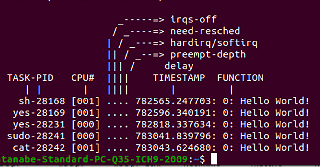 _-----=> irqs-off
/ _----=> need-resched
| / _---=> hardirq/softirq
|| / _--=> preempt-depth
||| /     delay
TASK-PID   CPU#  ||||    TIMESTAMP  FUNCTION
| |       |   ||||       |         |
sh-28168 [001] .... 782565.247703: 0: Hello World!
yes-28169 [001] .... 782596.340191: 0: Hello World!
yes-28231 [000] .... 782818.337634: 0: Hello World!
sudo-28241 [000] .... 783041.839796: 0: Hello World!
cat-28242 [001] .... 783043.624680: 0: Hello World!
tanabe-Standard-PC-Q35-ICH9-2009:~$